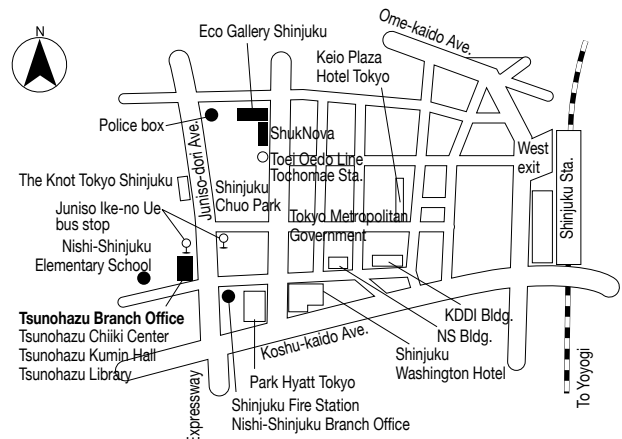 N
Eco Gallery Shinjuku
Ome-kaido Ave.
Keio Plaza
Hotel Tokyo
Police box
ShukNova
Toei Oedo Line
Tochomae Sta.
West
exit
Shinjuku Sta.
Juniso-dori Ave.
The Knot Tokyo Shinjuku
Shinjuku
Chuo Park
Juniso Ike-no Ue
bus stop
Tokyo Metropolitan
Government
Nishi-Shinjuku
Elementary School
Tsunohazu Branch Office
Tsunohazu Chiiki Center
Tsunohazu Kumin Hall
Tsunohazu Library
KDDI Bldg.
NS Bldg.
Koshu-kaido Ave.
Shinjuku
Washington Hotel
Park Hyatt Tokyo
Shinjuku Fire Station
Nishi-Shinjuku Branch Office
Expressway
To Yoyogi